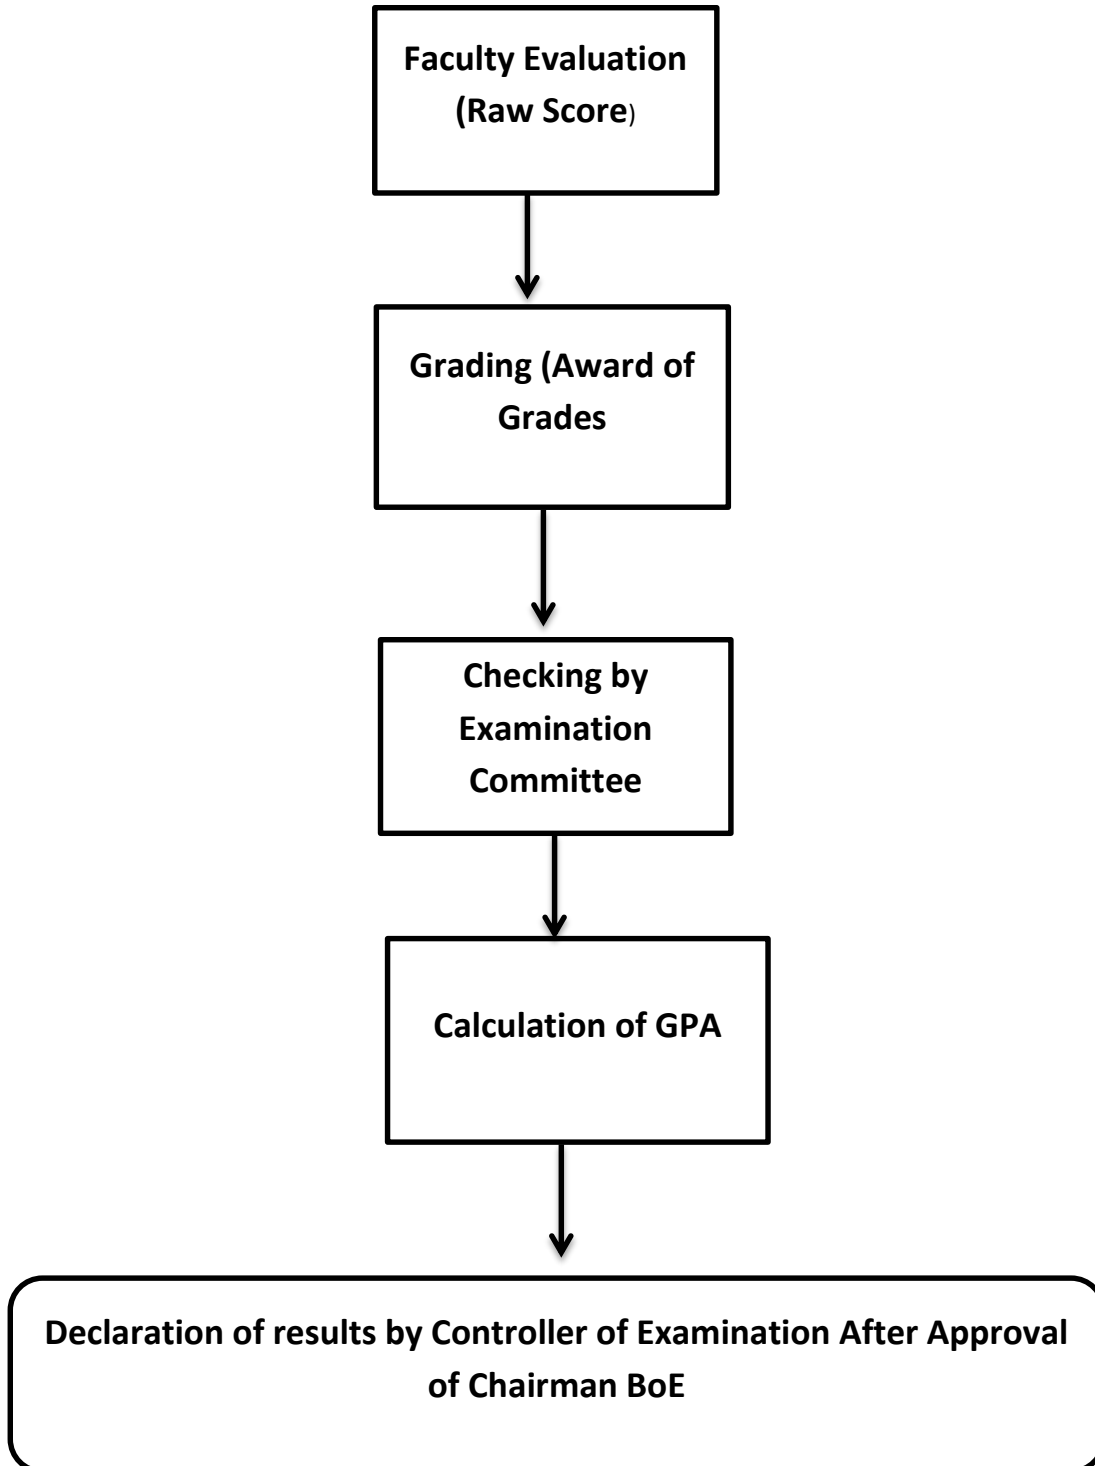 Faculty Evaluation
(Raw Score)
Grading (Award of
Grades
Checking by
Examination
Committee
Calculation of GPA
Declaration of results by Controller of Examination After Approval
of Chairman BoE